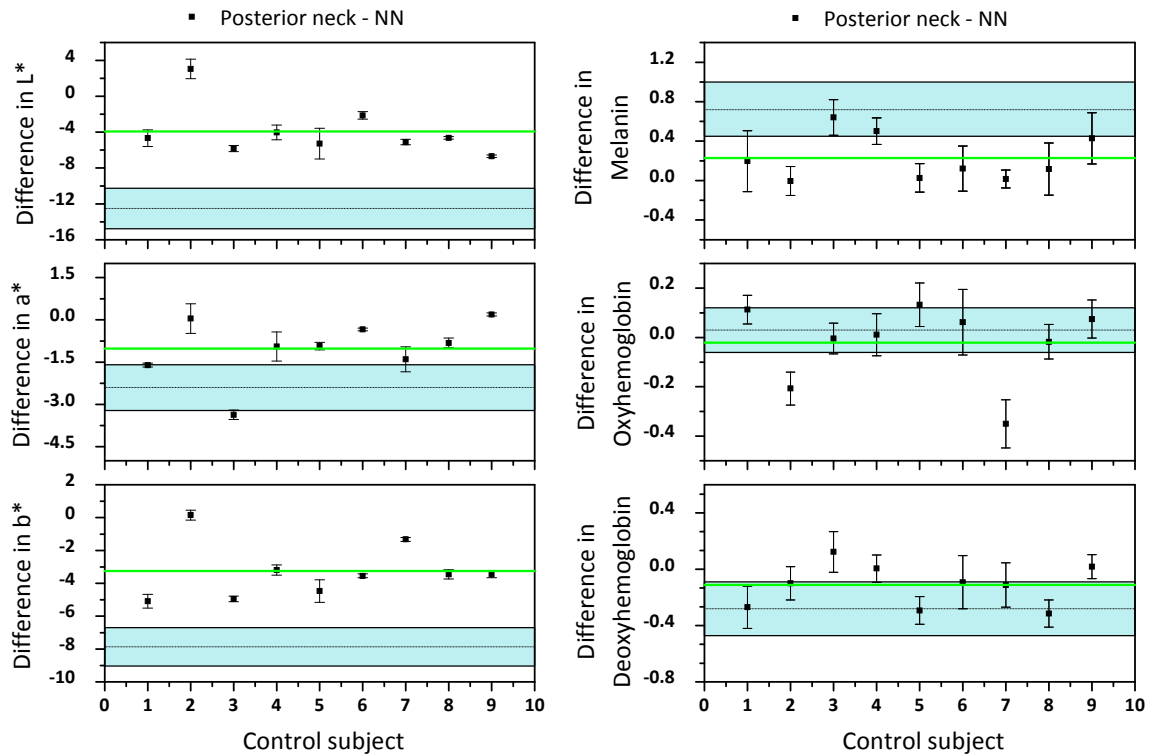 Posterior neck - NN
Difference in L*
4
0
-4
-8
-12
-16
Difference in a*
1.5
0.0
-1.5
-3.0
-4.5
Difference in b*
2
0
-2
-4
-6
-8
-10
0 1 2 3 4 5 6 7 8 9 10
Control subject
Posterior neck - NN
Difference in
Melanin
1.2
0.8
0.4
0.0
-0.4
Difference in
Oxyhemoglobin
0.2
0.0
-0.2
-0.4
Difference in
Deoxyhemoglobin
0.4
0.0
-0.4
-0.8
0 1 2 3 4 5 6 7 8 9 10
Control subject